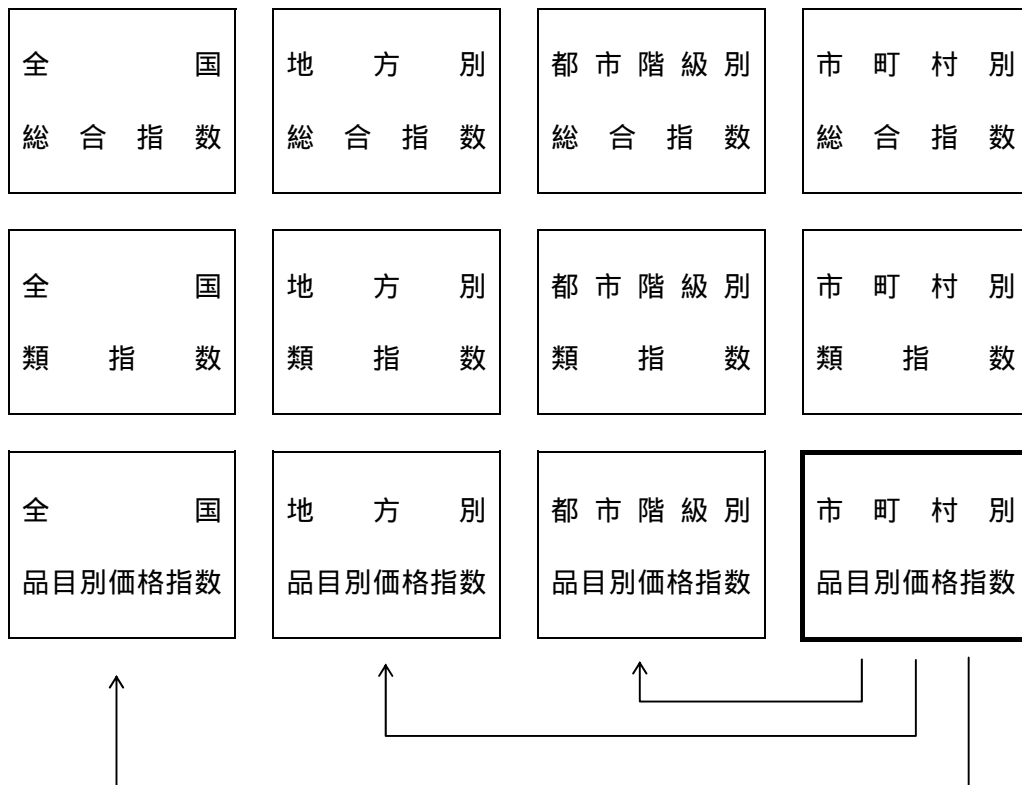 全国
総合指数
地方別
総合指数
都市階級別
総合指数
市町村別
総合指数
全国
類指数
地方別
類指数
都市階級別
類指数
市町村別
類指数
全国
品目別価格指数
地方別
品目別価格指数
都市階級別
品目別価格指数
市町村別
品目別価格指数